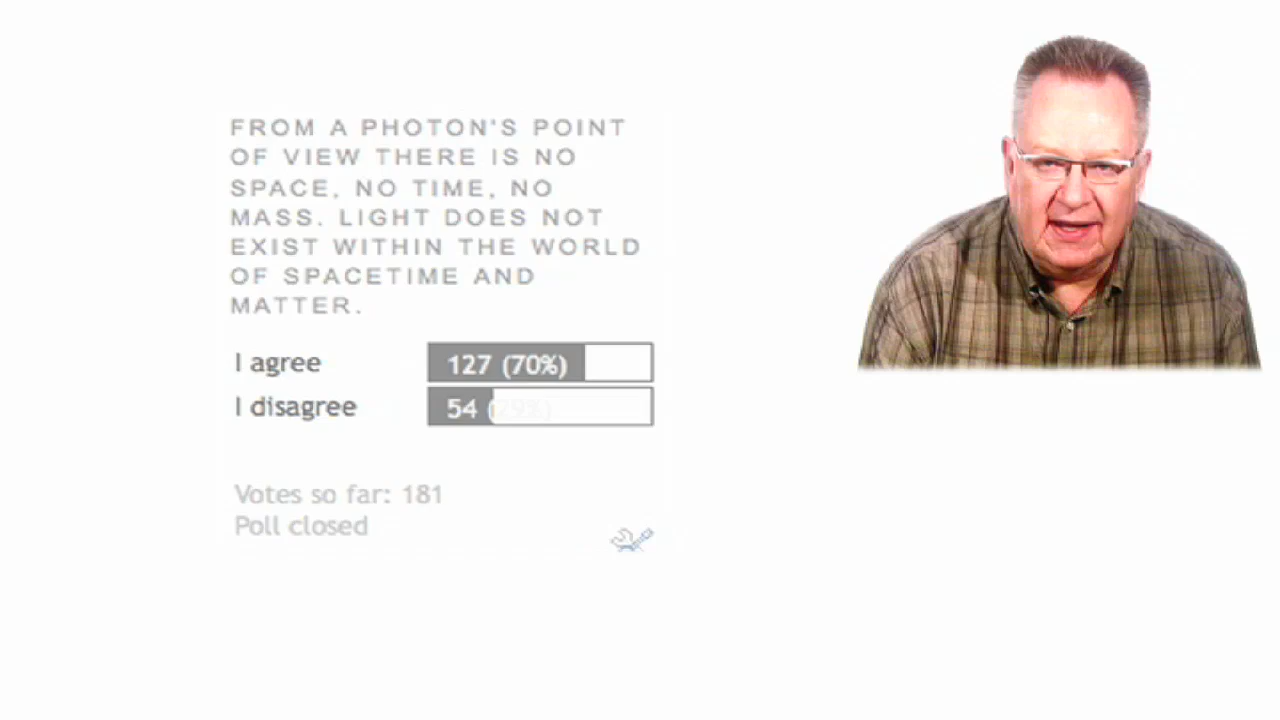 FROM A PHOTON'S POINT
OF VIEW THERE IS NO
SPACE, NO TIME, NO
MASS. LIGHT DOES NOT
EXIST WITHIN THE WORLD
OF SPACETIME AND
MATTER.
I agree 127 (70%)
I disagree 54 (29%)
Votes so far: 181
Poll closed